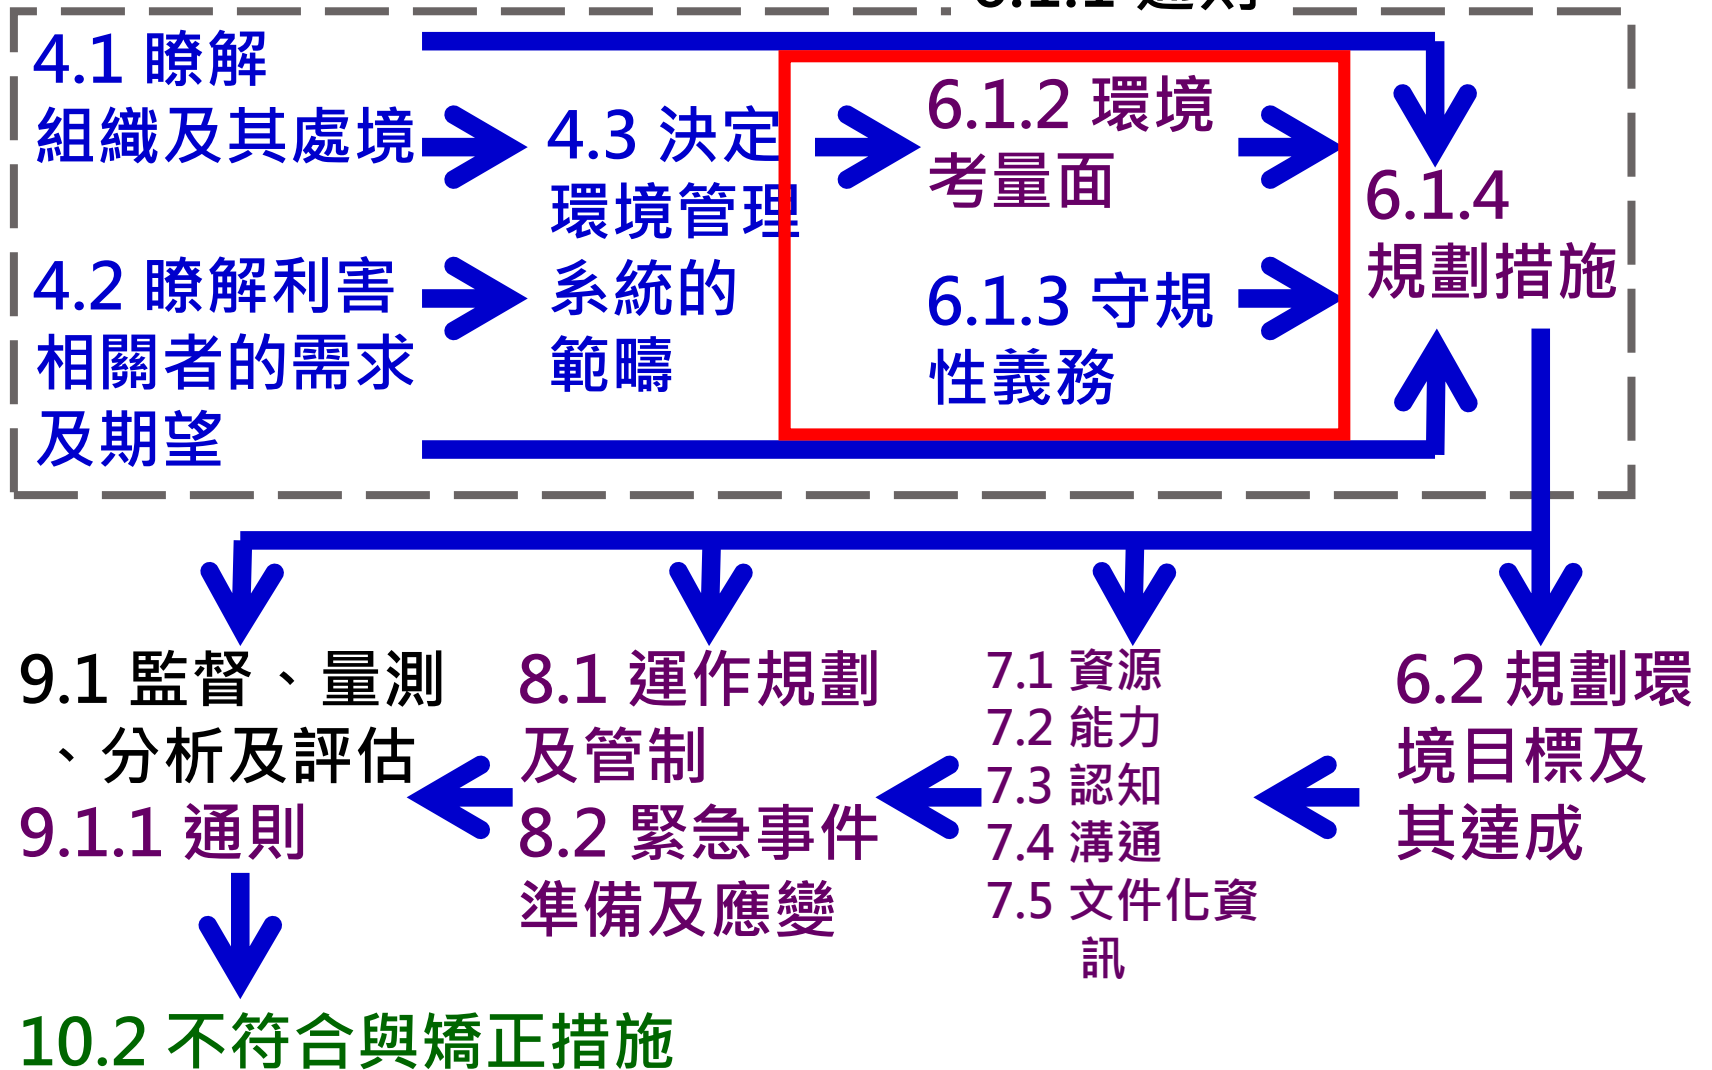 6.1.1 通則
4.1 瞭解
組織及其處境
4.2 瞭解利害
相關者的需求
及期望
4.3 決定
環境管理
系統的
範疇
6.1.2 環境
考量面
6.1.3 守規
性義務
6.1.4
規劃措施
9.1 監督、量測
、分析及評估
9.1.1 通則
8.1 運作規劃
及管制
8.2 緊急事件
準備及應變
7.1 資源
7.2 能力
7.3 認知
7.4 溝通
7.5 文件化資
訊
6.2 規劃環
境目標及
其達成
10.2 不符合與矯正措施